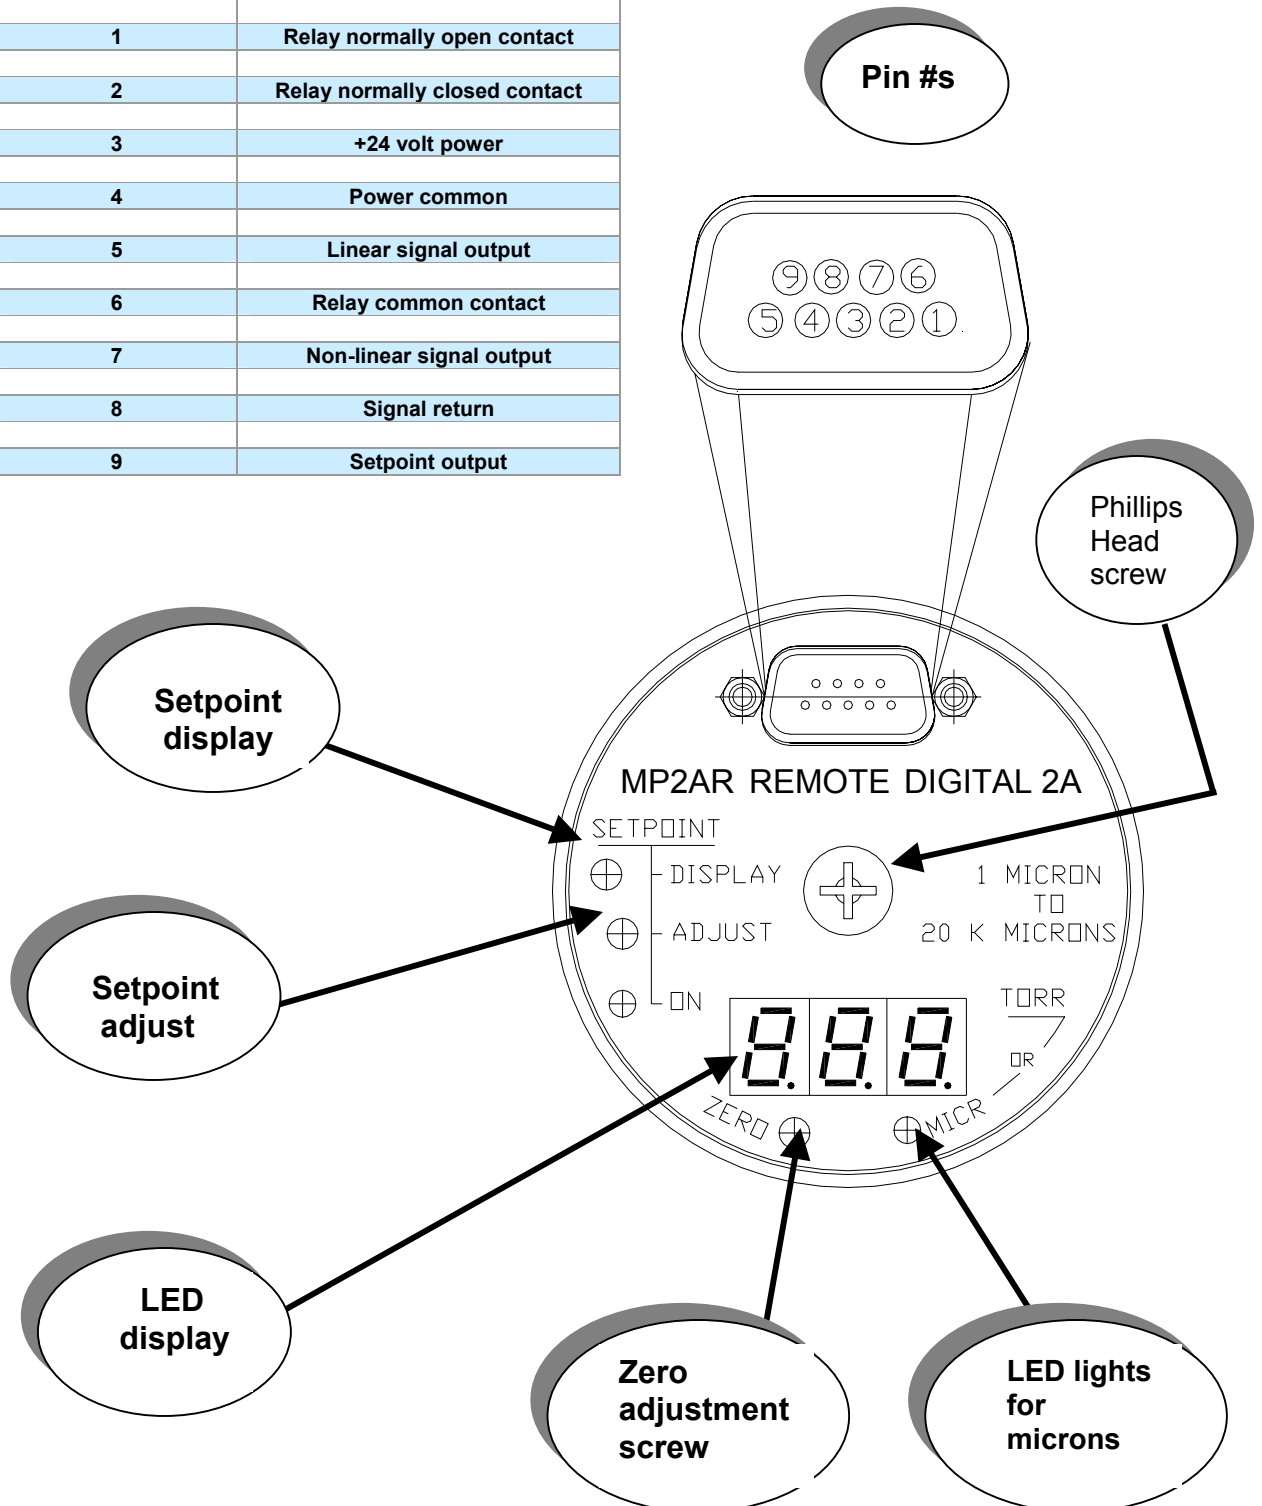 1 Relay normally open contact
2 Relay normally closed contact
3 +24 volt power
4 Power common
5 Linear signal output
6 Relay common contact
7 Non-linear signal output
8 Signal return
9 Setpoint output
Pin #s
9 8 7 6
5 4 3 2 1
Phillips
Head
screw
Setpoint
display
MP2AR REMOTE DIGITAL 2A
SETPOINT
DISPLAY
ADJUST
ON
1 MICRON
TO
20 K MICRONS
TORR
OR
MICR
ZERO
8.8.8.
Setpoint
adjust
LED
display
Zero
adjustment
screw
LED lights
for
microns